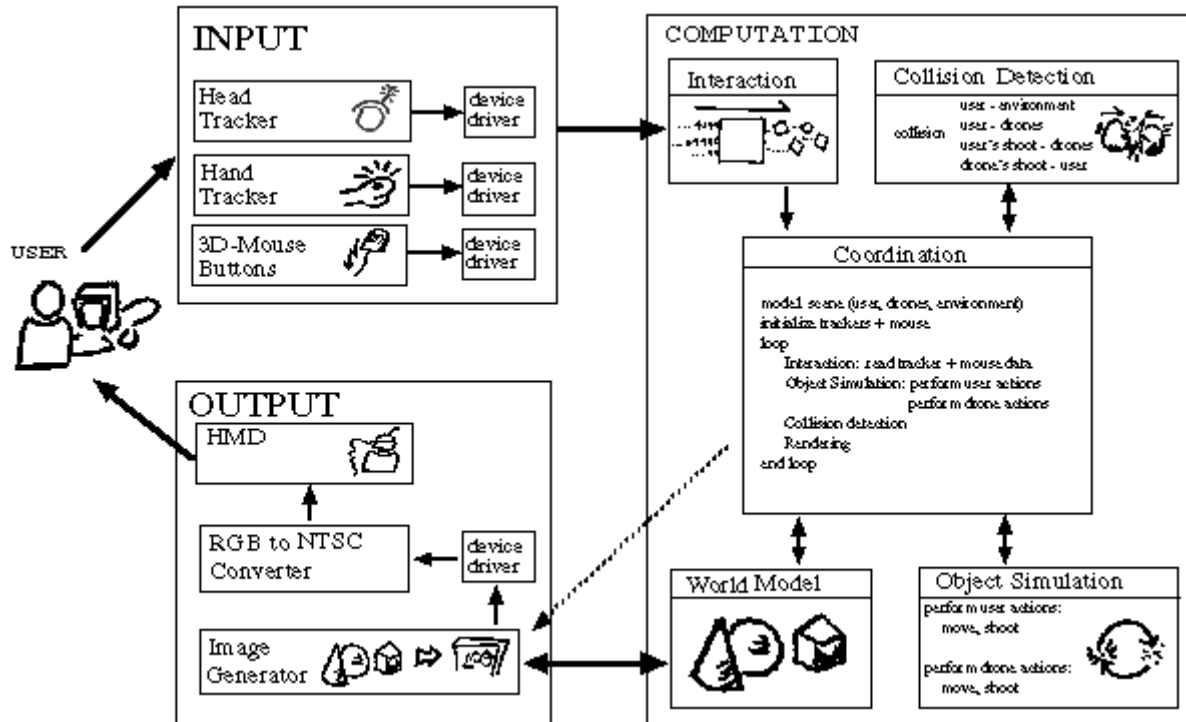 INPUT
Head
Tracker
device
driver
Hand
Tracker
device
driver
3D-Mouse
Buttons
device
driver
USER
OUTPUT
HMD
RGB to NTSC
Converter
device
driver
Image
Generator
COMPUTATION
Interaction
Collision Detection
collision
user - environment
user - drones
user's shoot - drones
drone's shoot - user
Coordination
model scene (user, drones, environment)
initialize trackers + mouse
loop
Interaction: read tracker + mouse data
Object Simulation: perform user actions
perform drone actions
Collision detection
Rendering
end loop
World Model
Object Simulation
perform user actions:
move, shoot
perform drone actions:
move, shoot